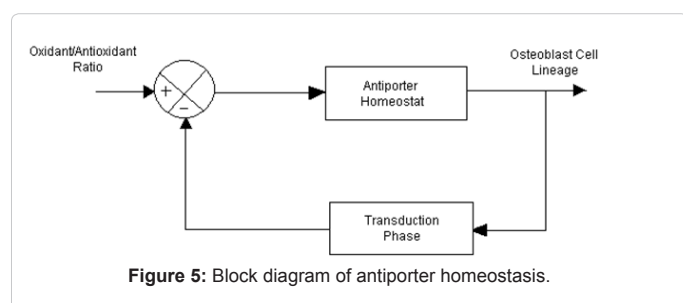 Oxidant/Antioxidant
Ratio
Osteoblast Cell
Lineage
+
−
Antiporter
Homeostat
Transduction
Phase
Figure 5: Block diagram of antiporter homeostasis.